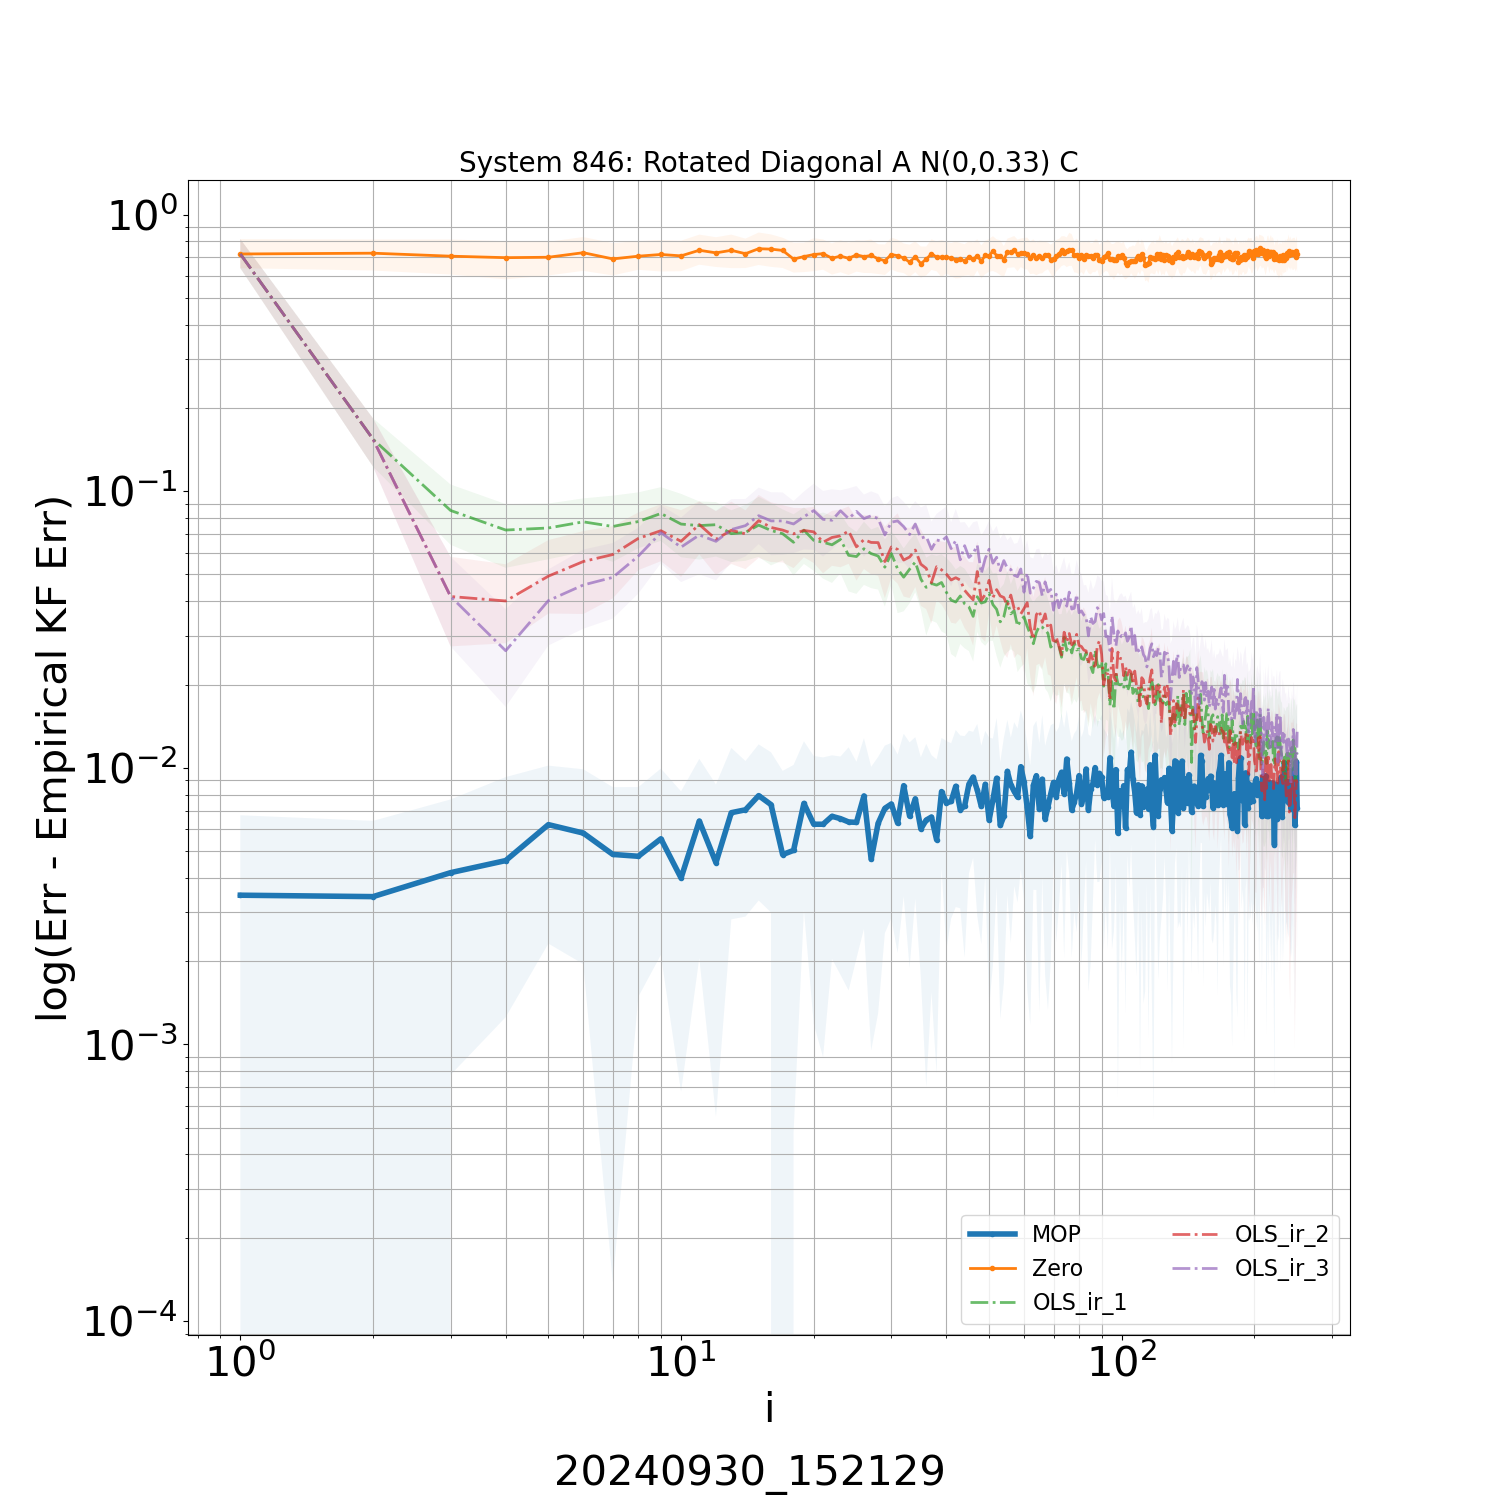 System 846: Rotated Diagonal A N(0,0.33) C
log(Err - Empirical KF Err)
10^0
10^-1
10^-2
10^-3
10^-4
10^0 10^1 10^2
MOP
Zero
OLS_ir_1
OLS_ir_2
OLS_ir_3
i
20240930_152129